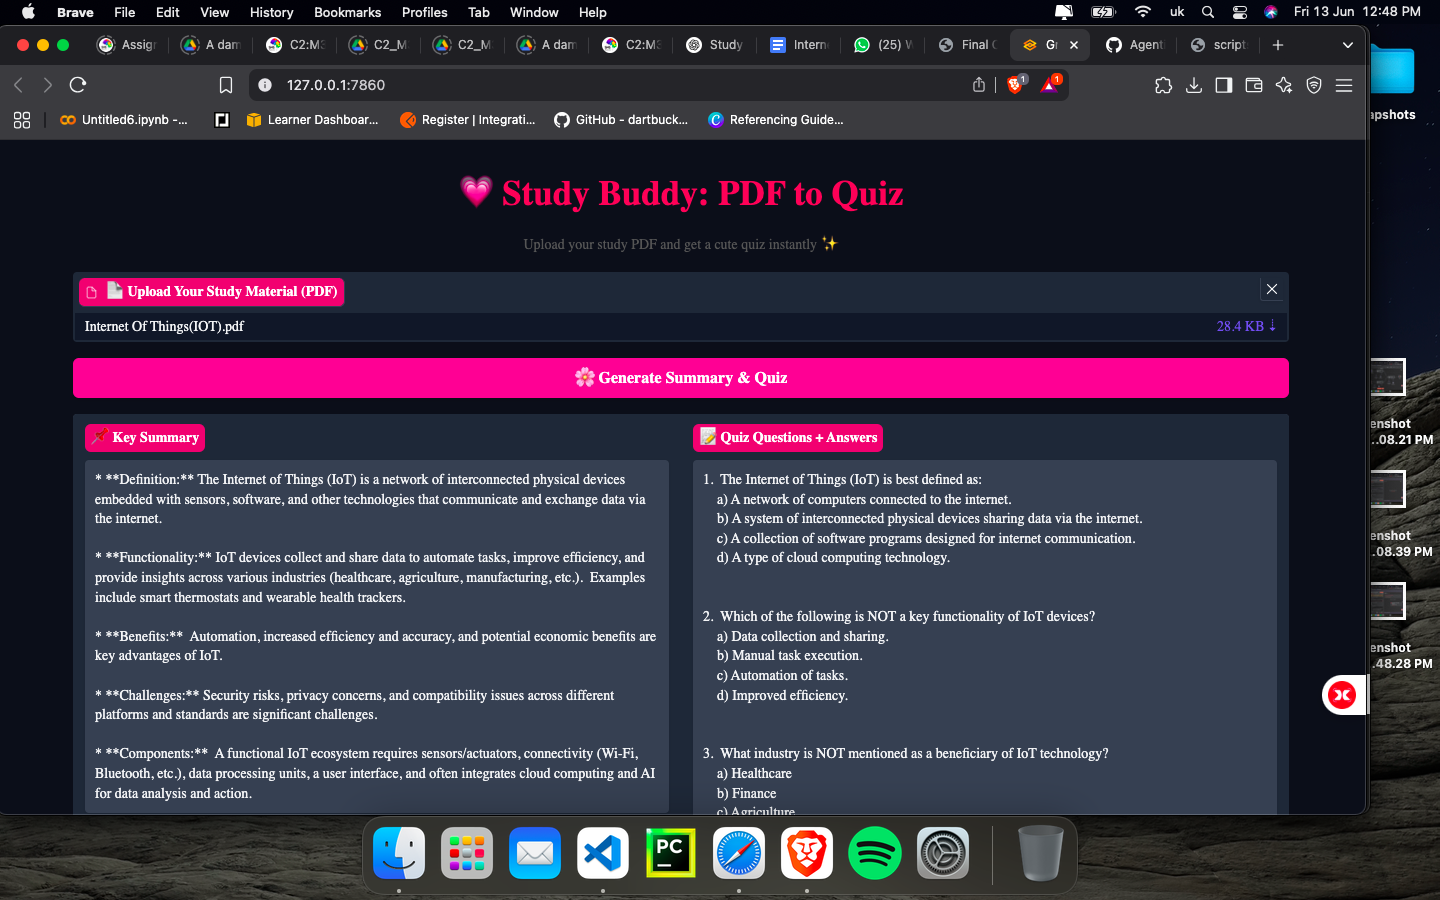 Brave File Edit View History Bookmarks Profiles Tab Window Help uk Fri 13 Jun 12:48 PM
Assign A dam C2:M3 C2_M C2_M A dam C2:M3 Study Intern (25) W Final C Gr Agenti script
127.0.0.1:7860 1 1
Untitled6.ipynb -... Learner Dashboar... Register | Integrati... GitHub - dartbuck... Referencing Guide...
apshots
💗 Study Buddy: PDF to Quiz
Upload your study PDF and get a cute quiz instantly ✨
📄 Upload Your Study Material (PDF)
Internet Of Things(IOT).pdf 28.4 KB ⇣
🌸 Generate Summary & Quiz
📌 Key Summary
* **Definition:** The Internet of Things (IoT) is a network of interconnected physical devices
embedded with sensors, software, and other technologies that communicate and exchange data via
the internet.
* **Functionality:** IoT devices collect and share data to automate tasks, improve efficiency, and
provide insights across various industries (healthcare, agriculture, manufacturing, etc.). Examples
include smart thermostats and wearable health trackers.
* **Benefits:** Automation, increased efficiency and accuracy, and potential economic benefits are
key advantages of IoT.
* **Challenges:** Security risks, privacy concerns, and compatibility issues across different
platforms and standards are significant challenges.
* **Components:** A functional IoT ecosystem requires sensors/actuators, connectivity (Wi-Fi,
Bluetooth, etc.), data processing units, a user interface, and often integrates cloud computing and AI
for data analysis and action.
📝 Quiz Questions + Answers
1. The Internet of Things (IoT) is best defined as:
a) A network of computers connected to the internet.
b) A system of interconnected physical devices sharing data via the internet.
c) A collection of software programs designed for internet communication.
d) A type of cloud computing technology.
2. Which of the following is NOT a key functionality of IoT devices?
a) Data collection and sharing.
b) Manual task execution.
c) Automation of tasks.
d) Improved efficiency.
3. What industry is NOT mentioned as a beneficiary of IoT technology?
a) Healthcare
b) Finance
c) Agriculture
enshot
...08.21 PM
enshot
...08.39 PM
enshot
...48.28 PM
PC